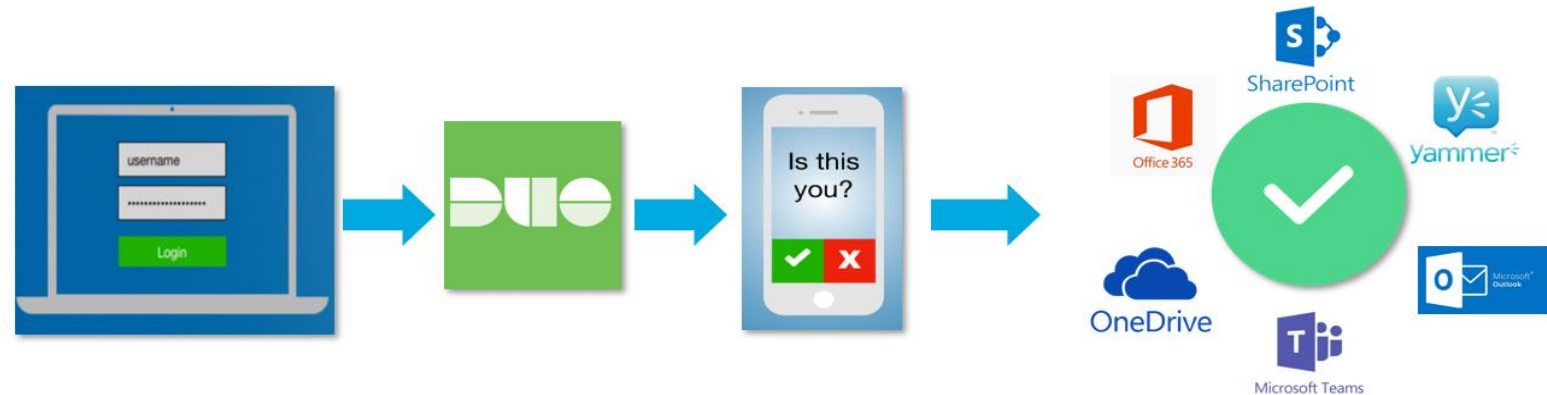 username
••••••••••••••••••
Login
DUO
Is this
you?
S
SharePoint
Office 365
y
yammer
OneDrive
O
Microsoft®
Outlook
T
Microsoft Teams